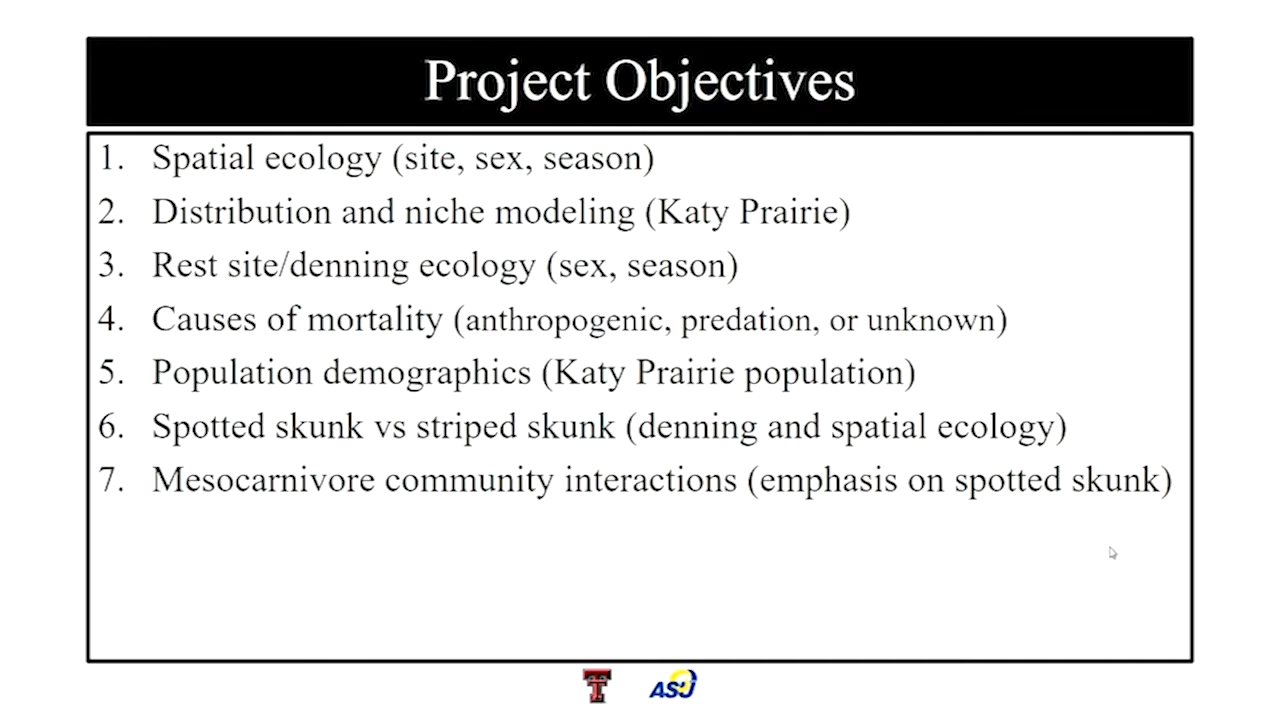 Project Objectives
1. Spatial ecology (site, sex, season)
2. Distribution and niche modeling (Katy Prairie)
3. Rest site/denning ecology (sex, season)
4. Causes of mortality (anthropogenic, predation, or unknown)
5. Population demographics (Katy Prairie population)
6. Spotted skunk vs striped skunk (denning and spatial ecology)
7. Mesocarnivore community interactions (emphasis on spotted skunk)
T ASU